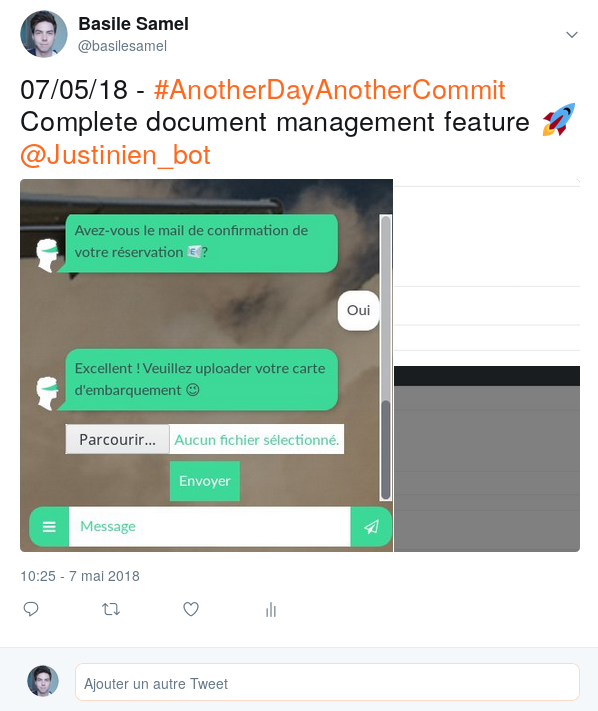 Basile Samel
@basilesamel
07/05/18 - #AnotherDayAnotherCommit
Complete document management feature 🚀
@Justinien_bot
Avez-vous le mail de confirmation de
votre réservation 📧?
Oui
Excellent ! Veuillez uploader votre carte
d'embarquement ☺
Parcourir... Aucun fichier sélectionné.
Envoyer
Message
10:25 - 7 mai 2018
Ajouter un autre Tweet